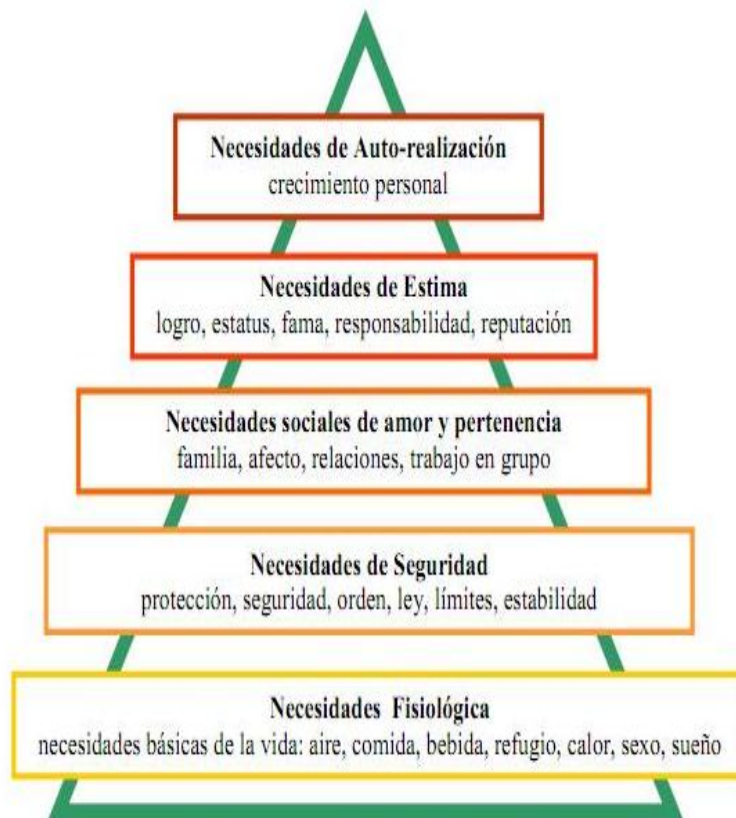 Necesidades de Auto-realización
crecimiento personal
Necesidades de Estima
logro, estatus, fama, responsabilidad, reputación
Necesidades sociales de amor y pertenencia
familia, afecto, relaciones, trabajo en grupo
Necesidades de Seguridad
protección, seguridad, orden, ley, límites, estabilidad
Necesidades Fisiológica
necesidades básicas de la vida: aire, comida, bebida, refugio, calor, sexo, sueño